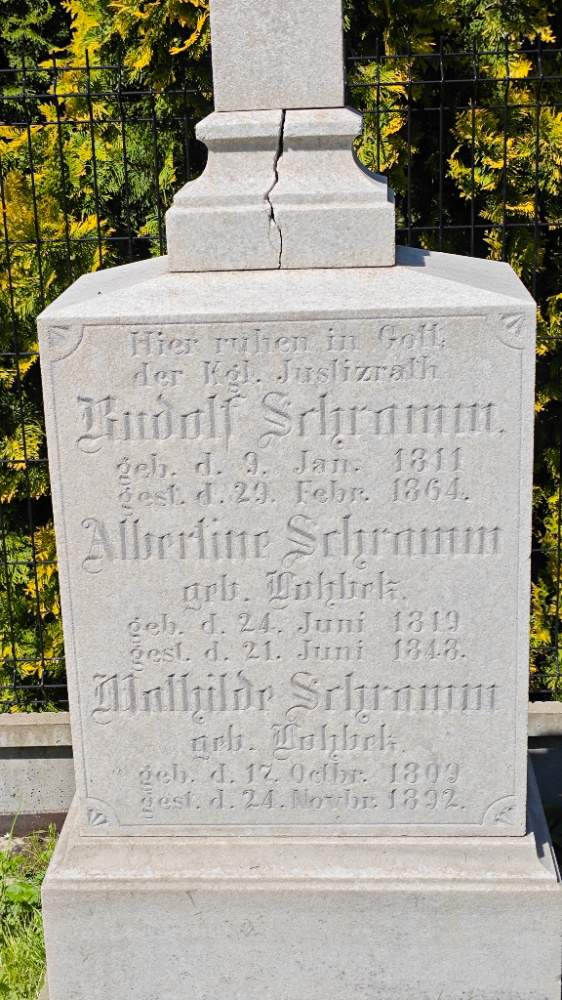 Hier ruhen in Gott
der Kgl. Justizrath
Rudolf Schramm.
geb. d. 9. Jan. 1811
gest. d. 29. Febr. 1864.
Albertine Schramm
geb. Lohbek.
geb. d. 24. Juni 1819
gest. d. 21. Juni 1848.
Mathilde Schramm
geb. Lohbek.
geb. d. 17. Octbr. 1809
gest. d. 24. Novbr. 1892.